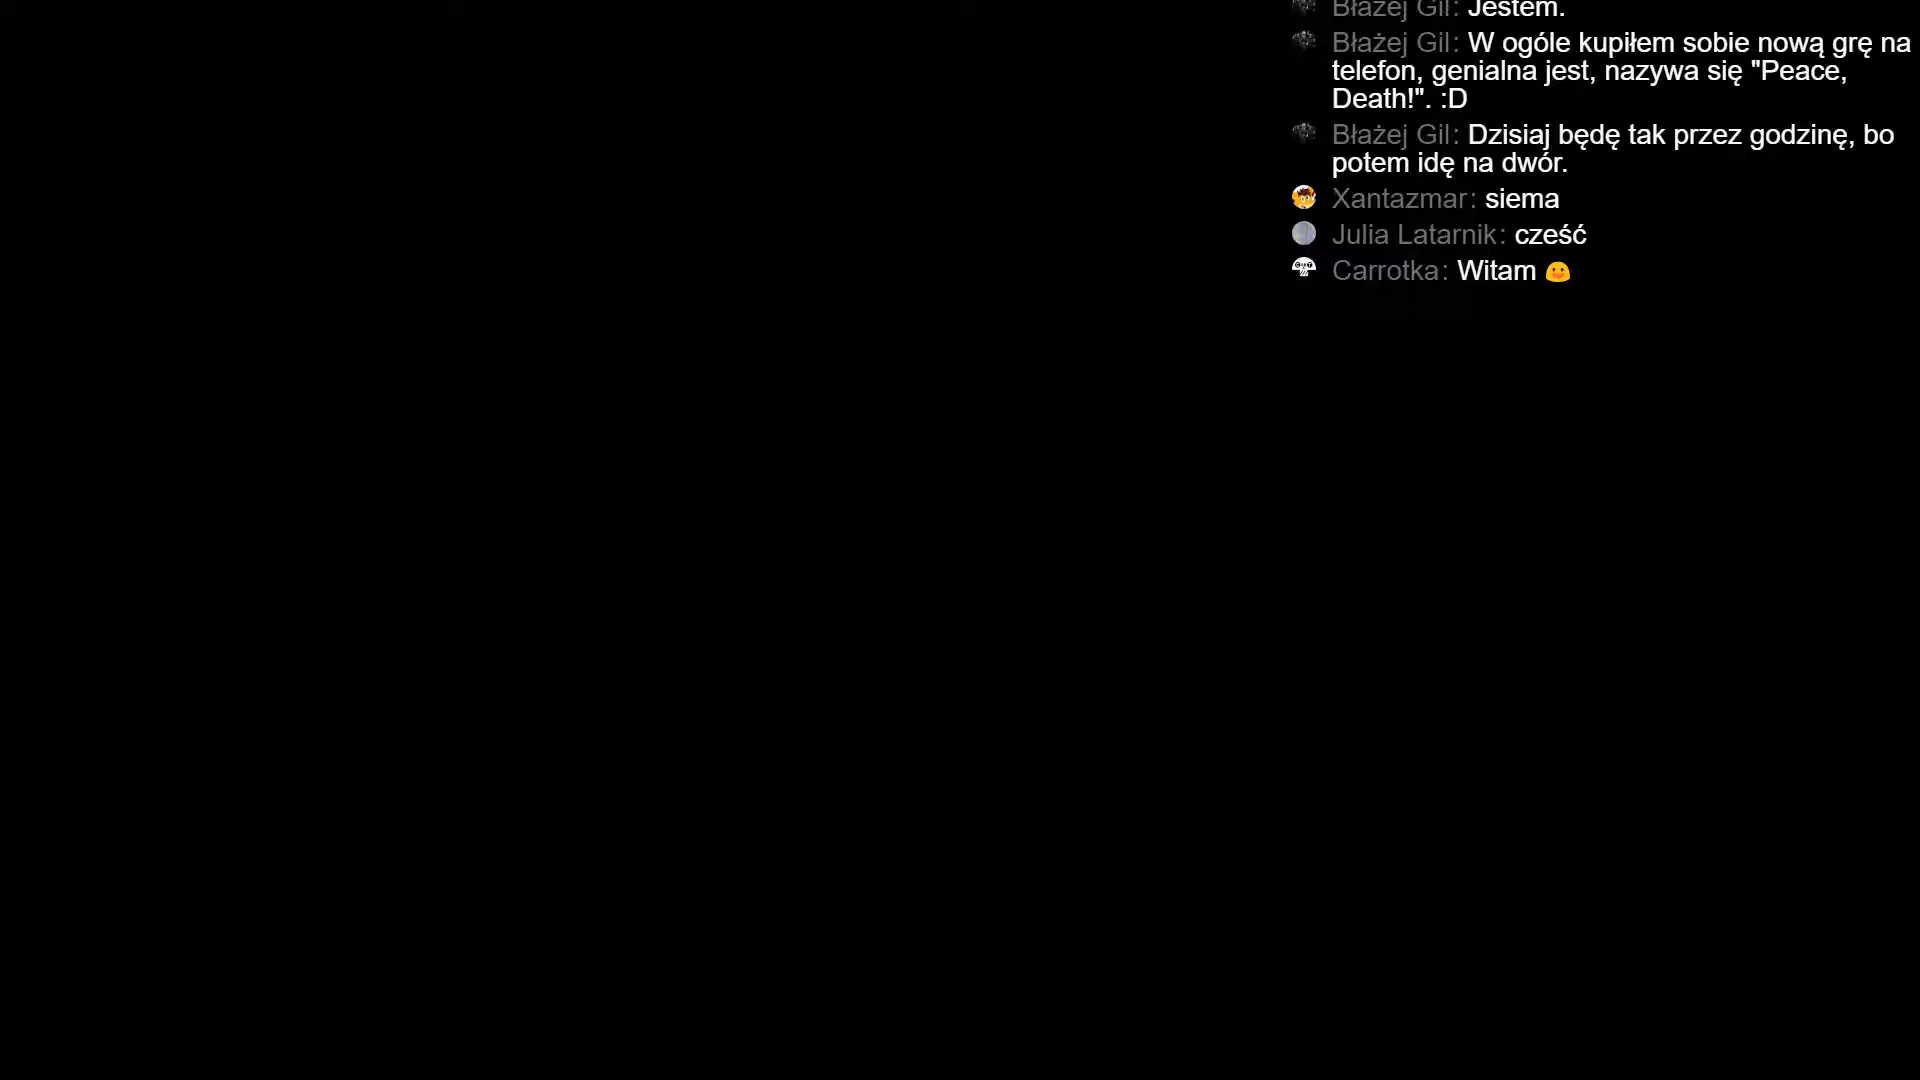 Błażej Gil: Jestem.
Błażej Gil: W ogóle kupiłem sobie nową grę na
telefon, genialna jest, nazywa się "Peace,
Death!". :D
Błażej Gil: Dzisiaj będę tak przez godzinę, bo
potem idę na dwór.
Xantazmar: siema
Julia Latarnik: cześć
Carrotka: Witam